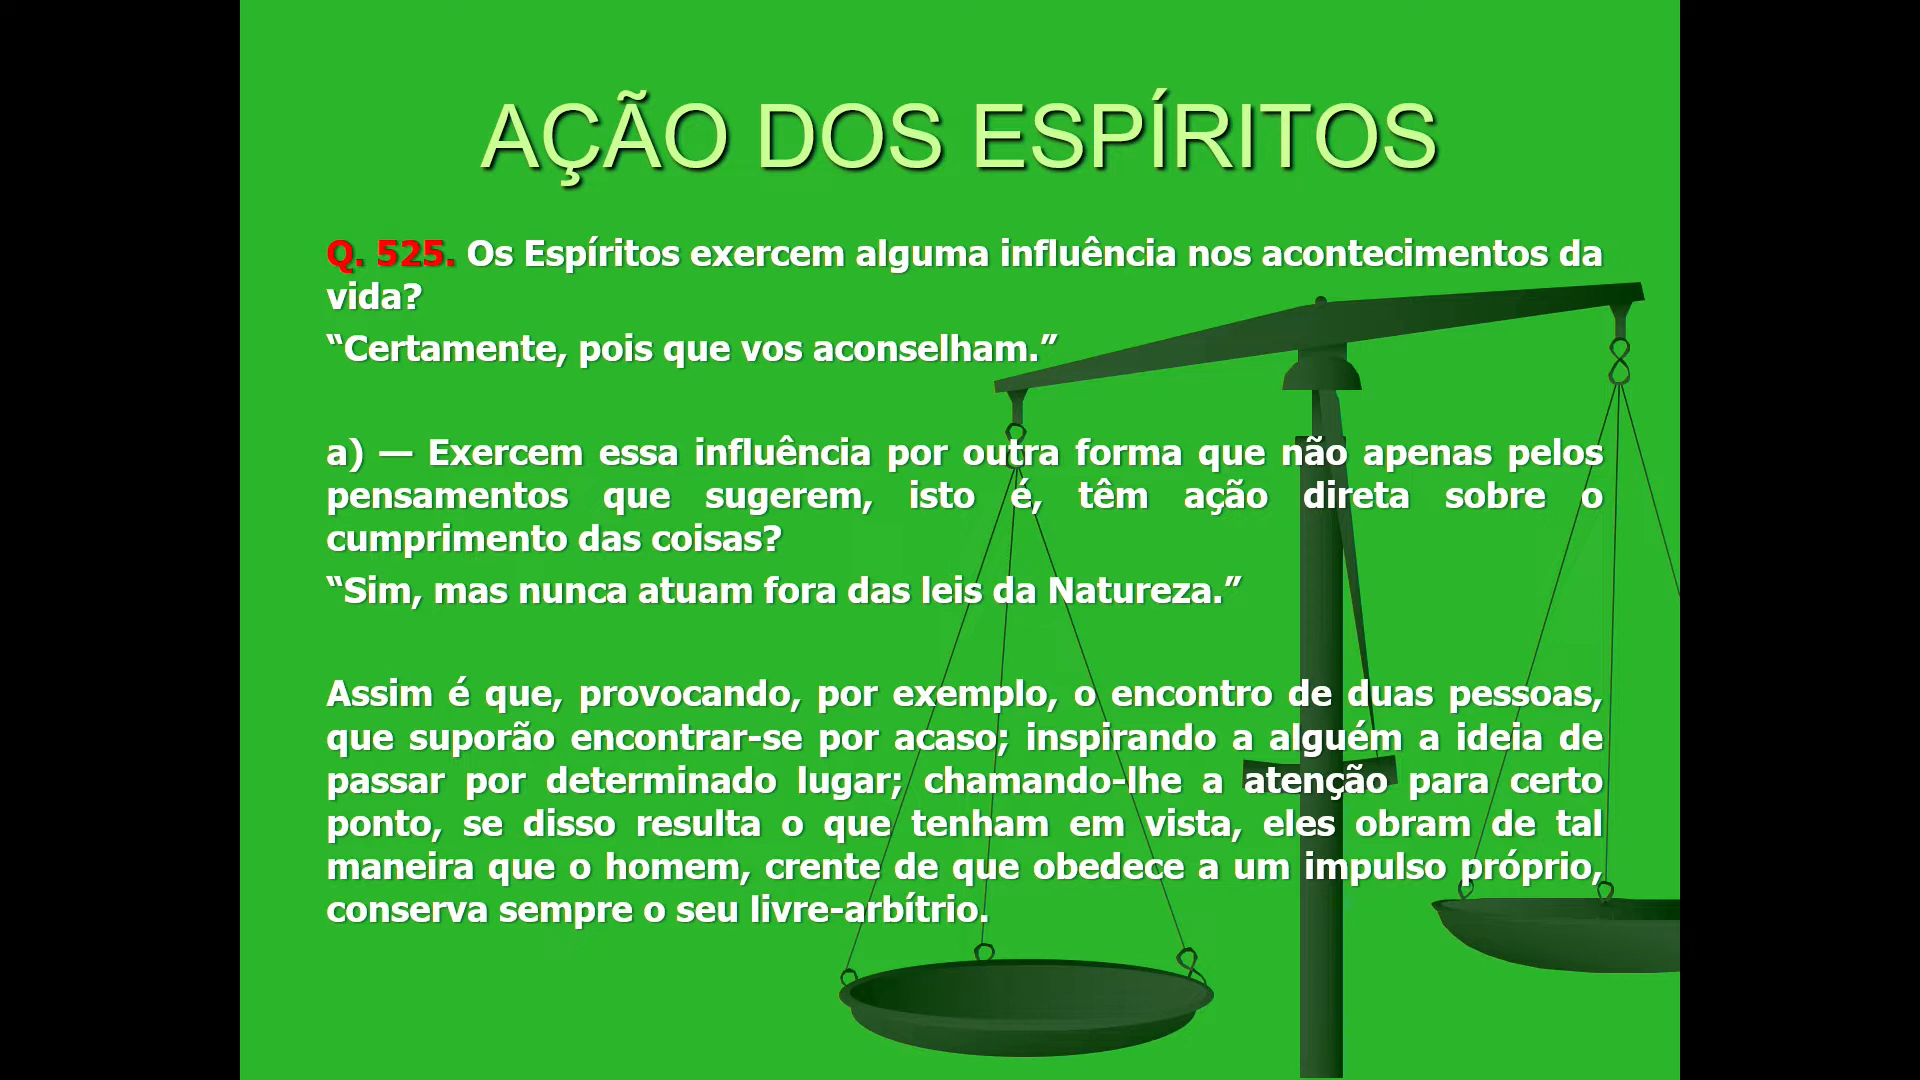 AÇÃO DOS ESPÍRITOS
Q. 525. Os Espíritos exercem alguma influência nos acontecimentos da
vida?
“Certamente, pois que vos aconselham.”
a) — Exercem essa influência por outra forma que não apenas pelos
pensamentos que sugerem, isto é, têm ação direta sobre o
cumprimento das coisas?
“Sim, mas nunca atuam fora das leis da Natureza.”
Assim é que, provocando, por exemplo, o encontro de duas pessoas,
que suporão encontrar-se por acaso; inspirando a alguém a ideia de
passar por determinado lugar; chamando-lhe a atenção para certo
ponto, se disso resulta o que tenham em vista, eles obram de tal
maneira que o homem, crente de que obedece a um impulso próprio,
conserva sempre o seu livre-arbítrio.